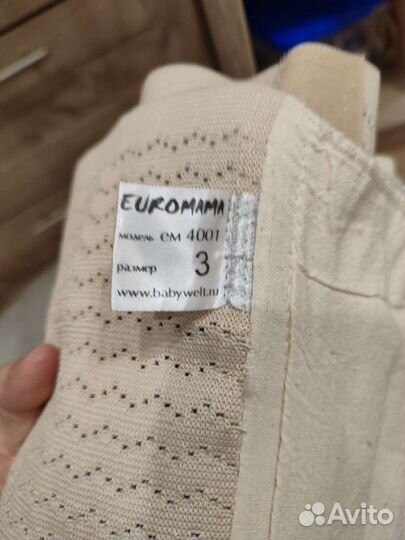 EUROMAMA
модель ем 4001
размер 3
www.babywelt.ru
Avito